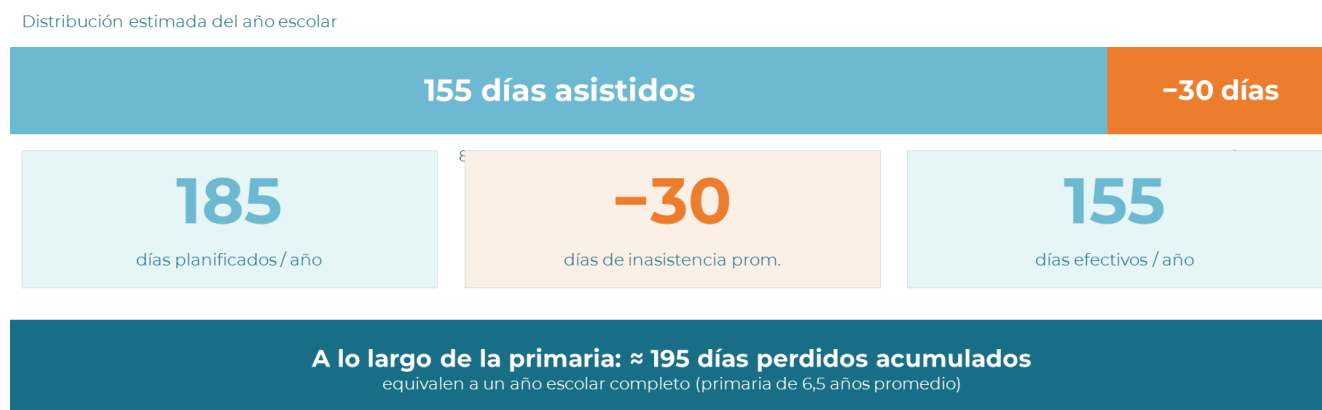 Distribución estimada del año escolar
155 días asistidos
−30 días
185
días planificados / año
−30
días de inasistencia prom.
155
días efectivos / año
A lo largo de la primaria: ≈ 195 días perdidos acumulados
equivalen a un año escolar completo (primaria de 6,5 años promedio)